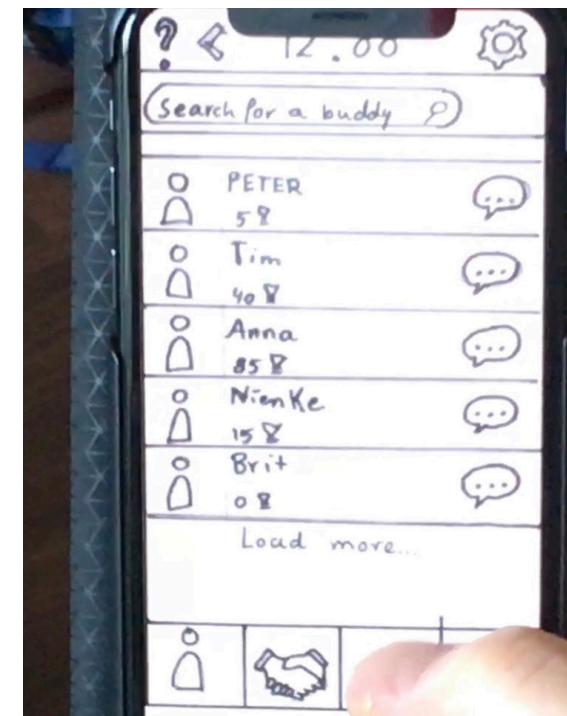 ?
12.00
Search for a buddy
PETER
5
Tim
40
Anna
85
Nienke
15
Brit
0
Load more...